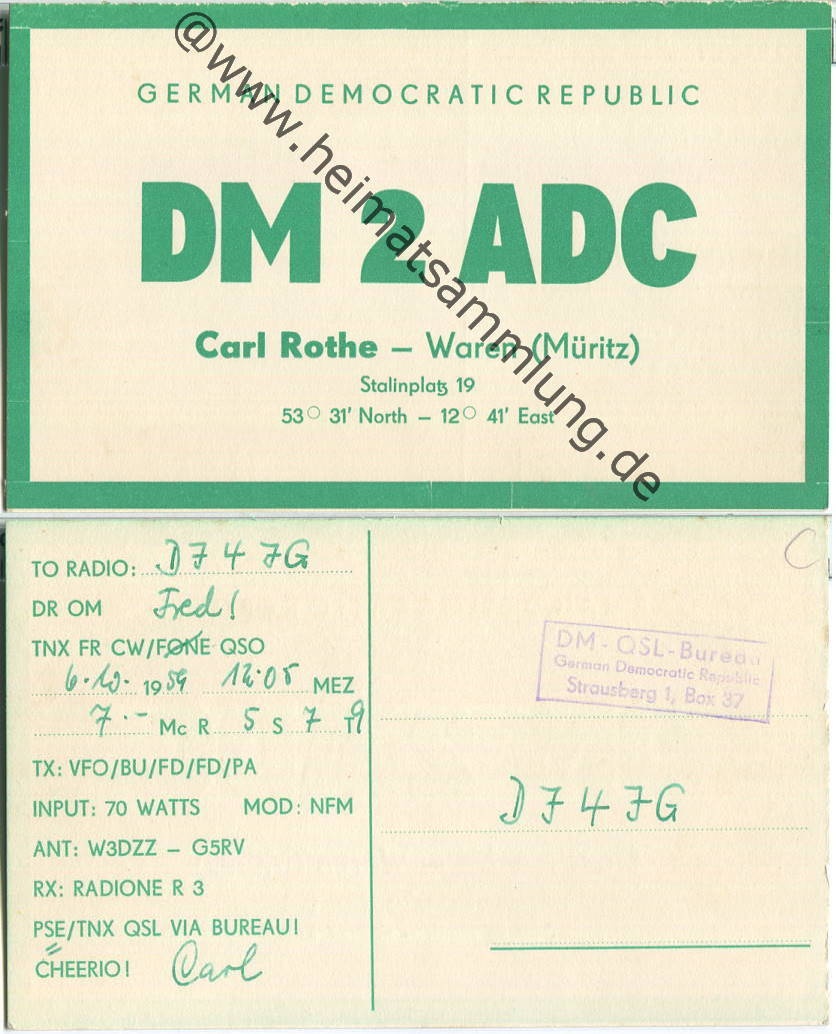 @www.heimatsammlung.de
GERMAN DEMOCRATIC REPUBLIC
DM 2 ADC
Carl Rothe – Waren (Müritz)
Stalinplatz 19
53° 31' North – 12° 41' East
TO RADIO: DJ4JG
DR OM Fred!
TNX FR CW/FONE QSO
6.10. 1959 12.05 MEZ
7.- Mc R 5 S 7 T9
TX: VFO/BU/FD/FD/PA
INPUT: 70 WATTS MOD: NFM
ANT: W3DZZ – G5RV
RX: RADIONE R 3
PSE/TNX QSL VIA BUREAU!
CHEERIO! Carl
C
DM-QSL-Bureau
German Democratic Republic
Strausberg 1, Box 37
DJ4JG